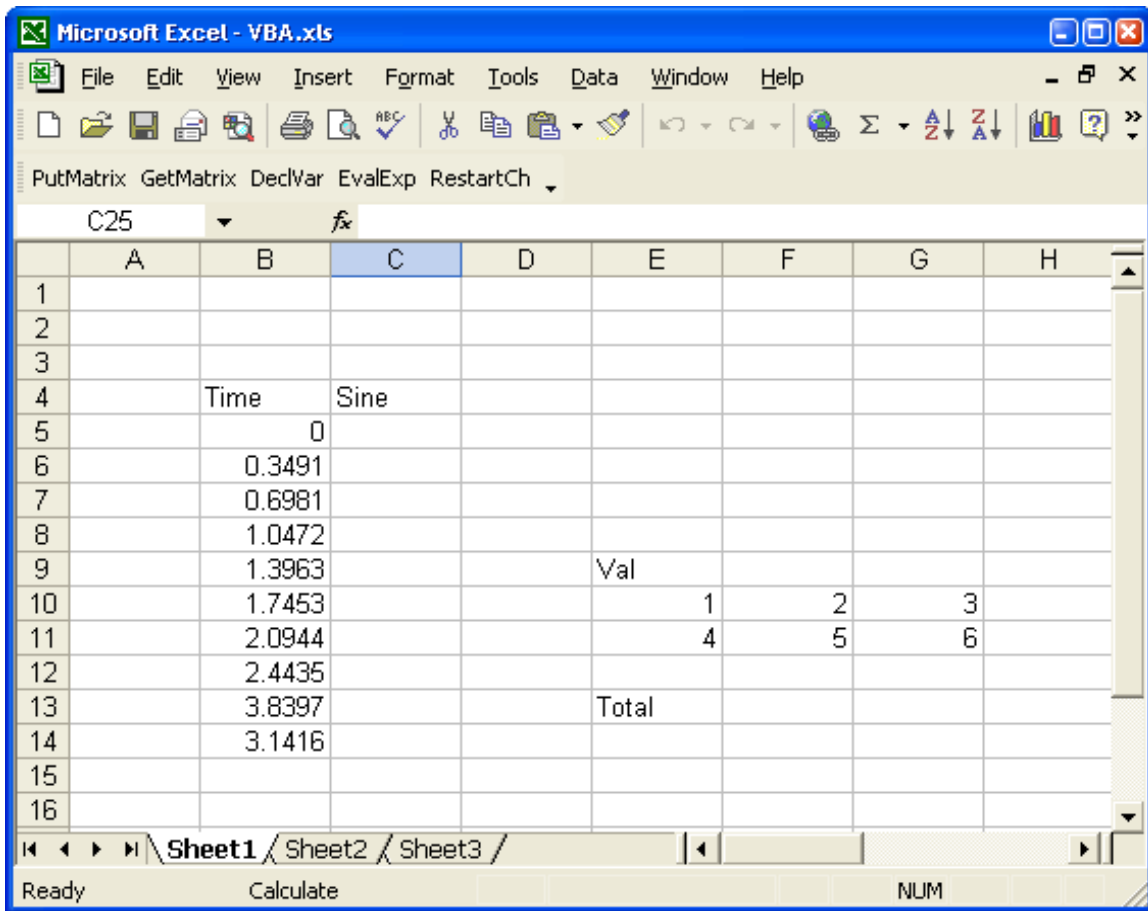 Microsoft Excel - VBA.xls
File Edit View Insert Format Tools Data Window Help
ABC Σ A Z Z A ?
PutMatrix GetMatrix DeclVar EvalExp RestartCh
C25 fx
A B C D E F G H
1
2
3
4 Time Sine
5 0
6 0.3491
7 0.6981
8 1.0472
9 1.3963 Val
10 1.7453 1 2 3
11 2.0944 4 5 6
12 2.4435
13 3.8397 Total
14 3.1416
15
16
Sheet1 Sheet2 Sheet3
Ready Calculate NUM